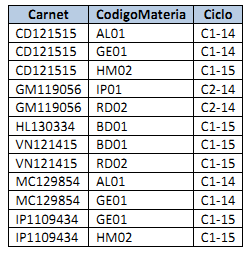 Carnet CodigoMateria Ciclo
CD121515 AL01 C1-14
CD121515 GE01 C1-14
CD121515 HM02 C1-15
GM119056 IP01 C2-14
GM119056 RD02 C2-14
HL130334 BD01 C1-15
VN121415 BD01 C1-15
VN121415 RD02 C1-15
MC129854 AL01 C1-14
MC129854 GE01 C1-14
IP1109434 GE01 C1-15
IP1109434 HM02 C1-15